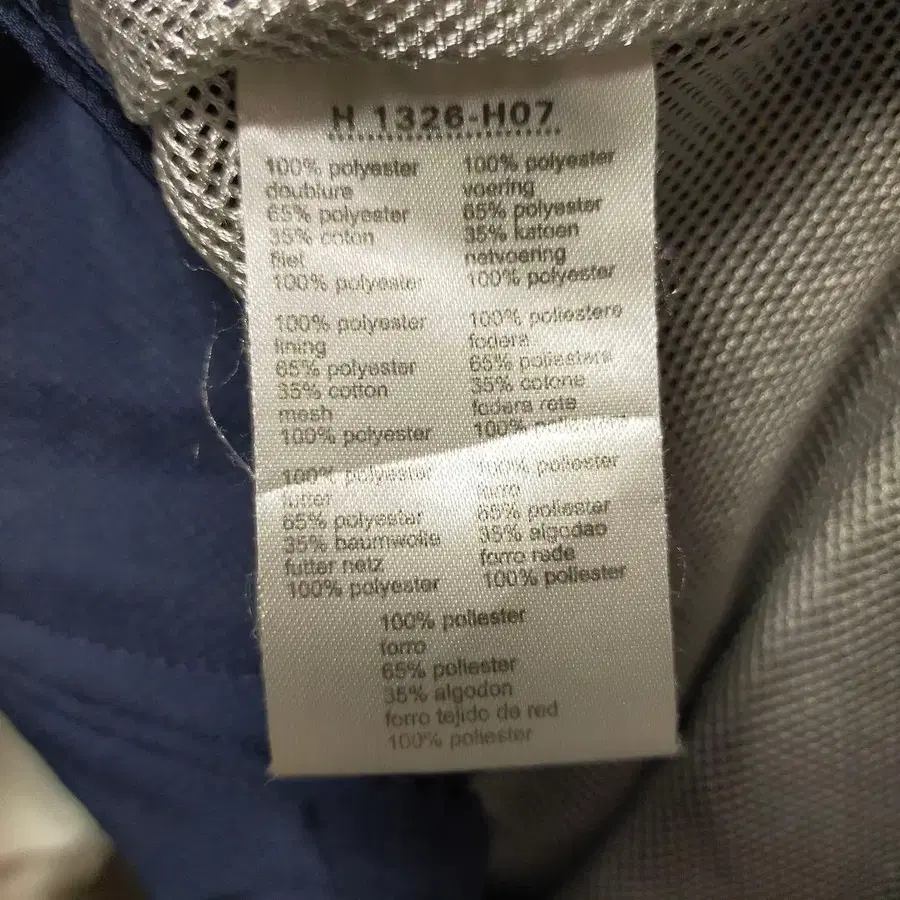 H 1326-H07
100% polyester
doublure
65% polyester
35% coton
filet
100% polyester
100% polyester
voering
65% polyester
35% katoen
netvoering
100% polyester
100% polyester
lining
65% polyester
35% cotton
mesh
100% polyester
100% poliestere
fodera
65% poliestere
35% cotone
fodera rete
100% poliestere
100% polyester
futter
65% polyester
35% baumwolle
futter netz
100% polyester
100% poliester
forro
65% poliester
35% algodao
forro rede
100% poliester
100% poliester
forro
65% poliester
35% algodon
forro tejido de red
100% poliester